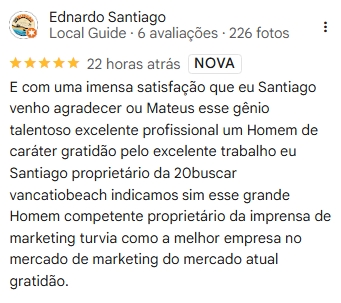 Ednardo Santiago
Local Guide · 6 avaliações · 226 fotos
22 horas atrás NOVA
E com uma imensa satisfação que eu Santiago
venho agradecer ou Mateus esse gênio
talentoso excelente profissional um Homem de
caráter gratidão pelo excelente trabalho eu
Santiago proprietário da 20buscar
vancatiobeach indicamos sim esse grande
Homem competente proprietário da imprensa de
marketing turvia como a melhor empresa no
mercado de marketing do mercado atual
gratidão.